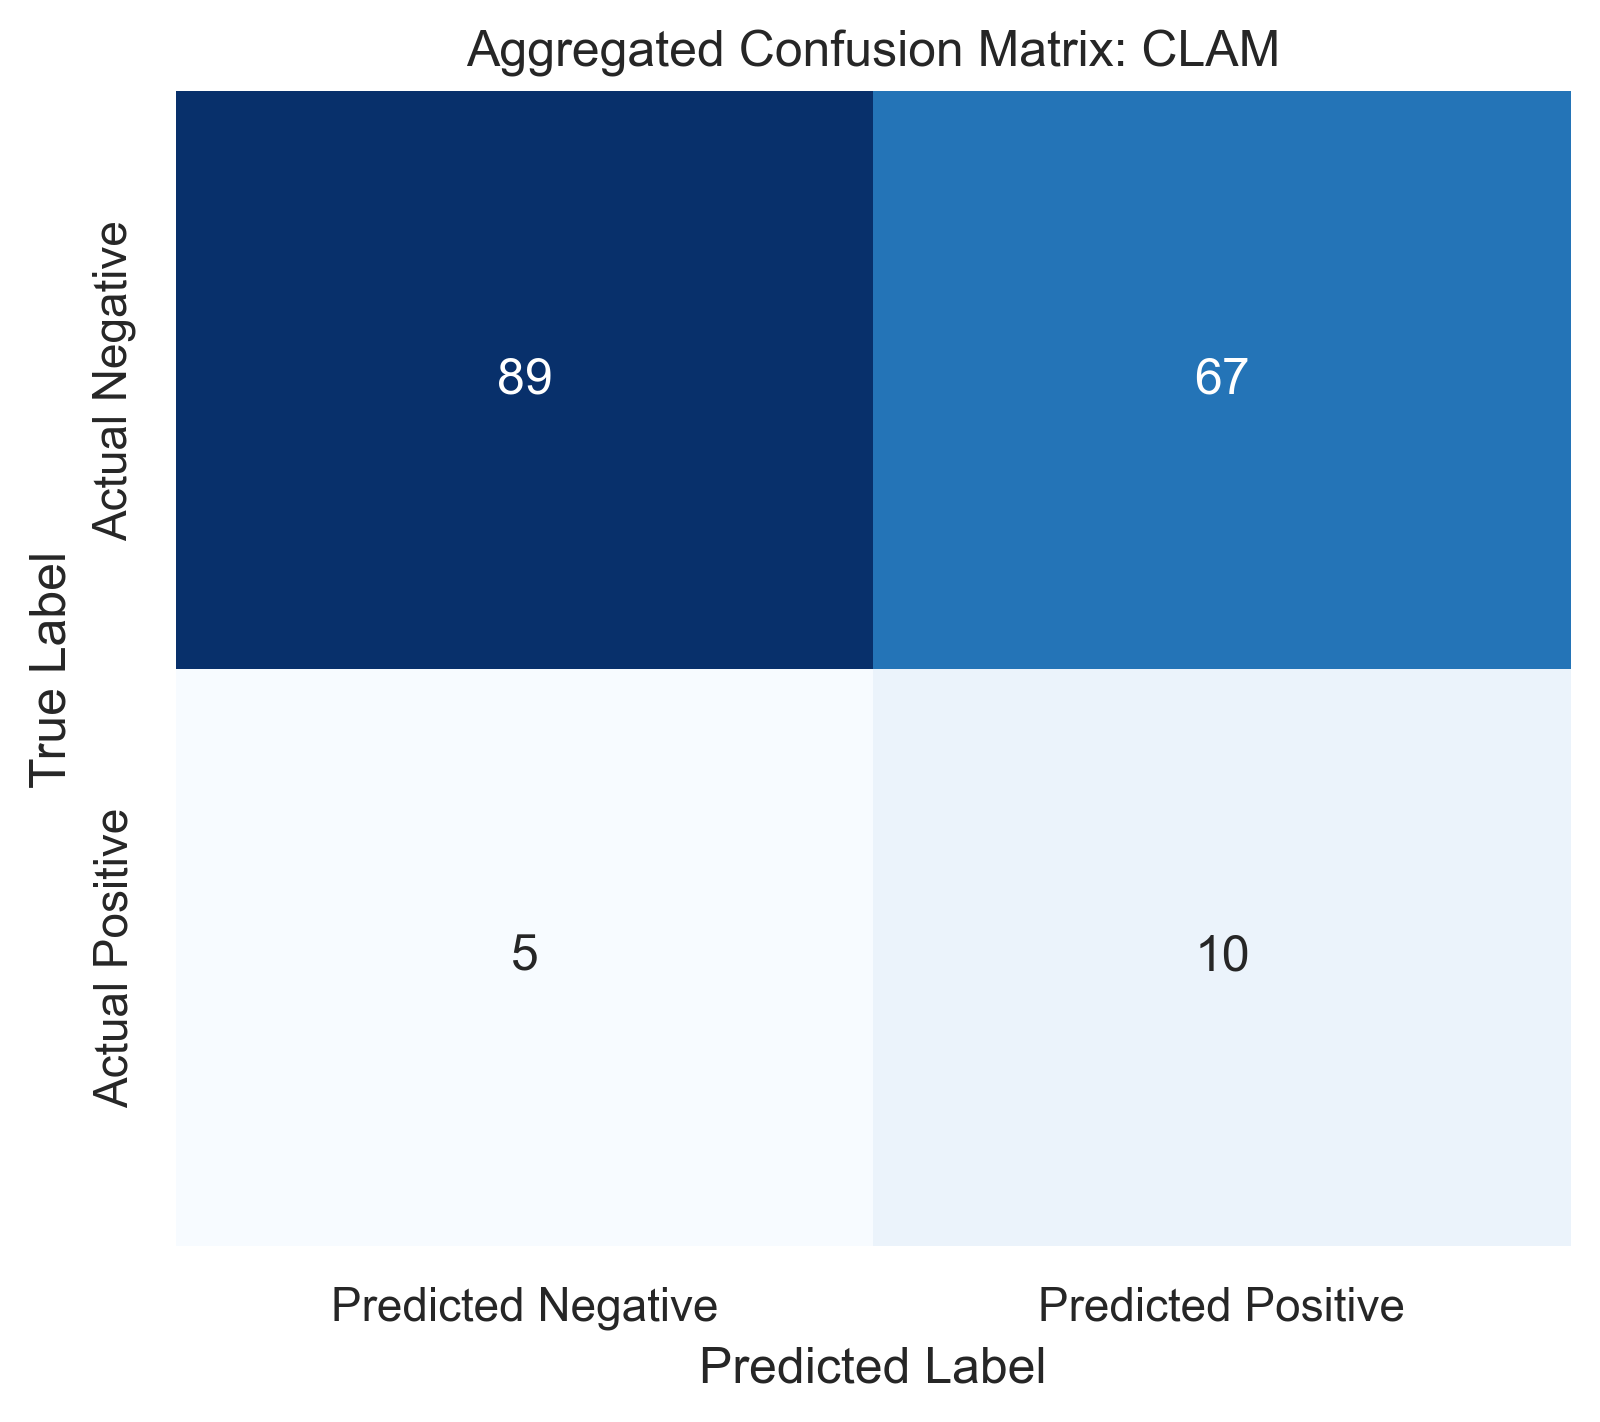 Aggregated Confusion Matrix: CLAM
True Label
Actual Negative
89
67
Actual Positive
5
10
Predicted Negative
Predicted Positive
Predicted Label